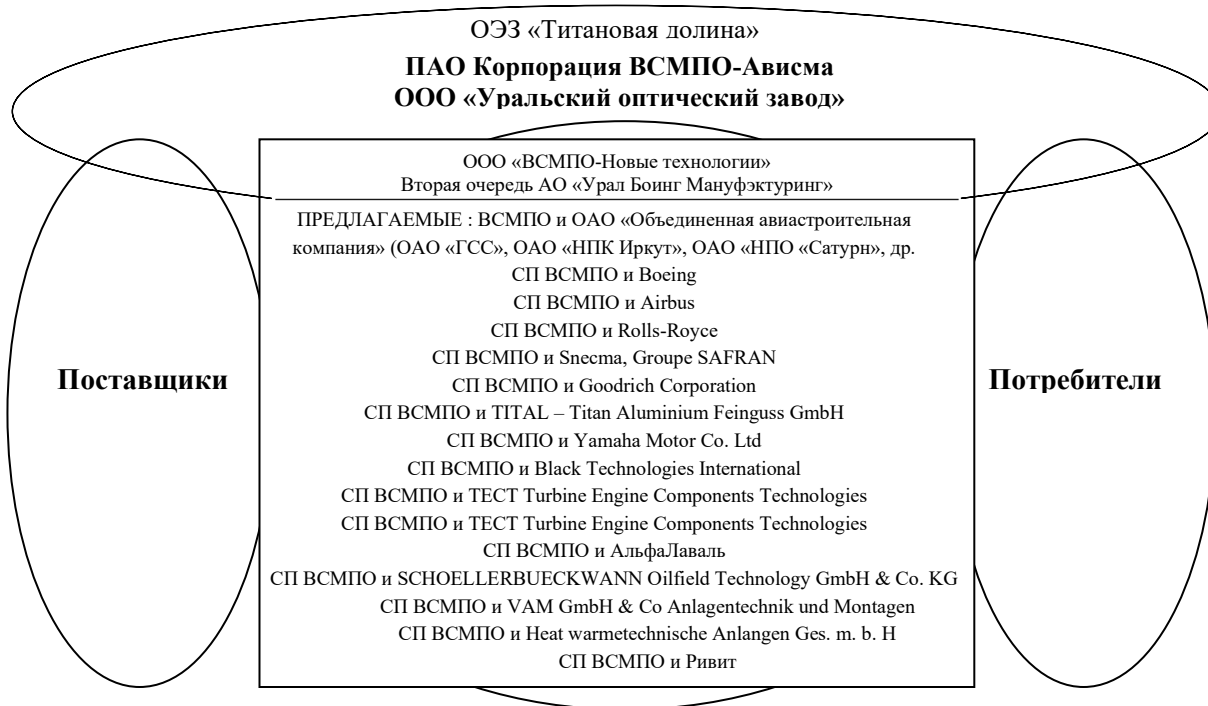 ОЭЗ «Титановая долина»
ПАО Корпорация ВСМПО-Ависма
ООО «Уральский оптический завод»
ООО «ВСМПО-Новые технологии»
Вторая очередь АО «Урал Боинг Мануфэктуринг»
ПРЕДЛАГАЕМЫЕ : ВСМПО и ОАО «Объединенная авиастроительная
компания» (ОАО «ГСС», ОАО «НПК Иркут», ОАО «НПО «Сатурн», др.
СП ВСМПО и Boeing
СП ВСМПО и Airbus
СП ВСМПО и Rolls-Royce
СП ВСМПО и Snecma, Groupe SAFRAN
СП ВСМПО и Goodrich Corporation
СП ВСМПО и TITAL – Titan Aluminium Feinguss GmbH
СП ВСМПО и Yamaha Motor Co. Ltd
СП ВСМПО и Black Technologies International
СП ВСМПО и ТЕСТ Turbine Engine Components Technologies
СП ВСМПО и ТЕСТ Turbine Engine Components Technologies
СП ВСМПО и АльфаЛаваль
СП ВСМПО и SCHOELLERBUECKWANN Oilfield Technology GmbH & Co. KG
СП ВСМПО и VAM GmbH & Co Anlagentechnik und Montagen
СП ВСМПО и Heat warmetechnische Anlangen Ges. m. b. H
СП ВСМПО и Ривит
Поставщики
Потребители